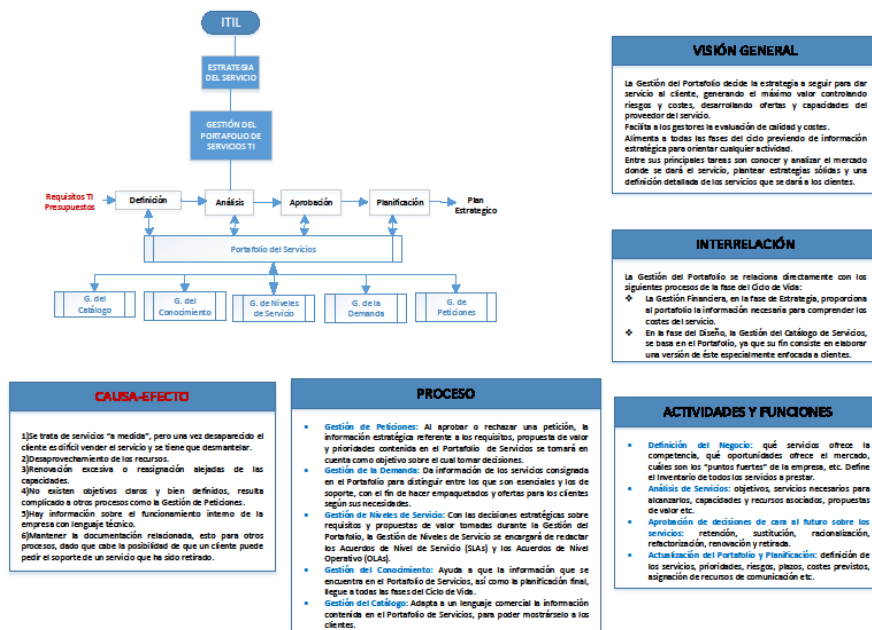 ITIL
ESTRATEGIA
DEL SERVICIO
GESTIÓN DEL
PORTAFOLIO DE
SERVICIOS TI
Requisitos TI
Presupuestos
Definición
Análisis
Aprobación
Planificación
Plan
Estrategico
Portafolio del Servicios
G. del
Catálogo
G. del
Conocimiento
G. de Niveles
de Servicio
G. de la
Demanda
G. de
Peticiones
VISIÓN GENERAL
La Gestión del Portafolio decide la estrategia a seguir para dar
servicio al cliente, generando el máximo valor controlando
riesgos y costes, desarrollando ofertas y capacidades del
proveedor del servicio.
Facilita a los gestores la evaluación de calidad y costes.
Alimenta a todas las fases del ciclo previendo de información
estratégica para orientar cualquier actividad.
Entre sus principales tareas son conocer y analizar el mercado
donde se dará el servicio, plantear estrategias sólidas y una
definición detallada de los servicios que se dará a los clientes.
INTERRELACIÓN
La Gestión del Portafolio se relaciona directamente con los
siguientes procesos de la fase del Ciclo de Vida:
❖ La Gestión Financiera, en la fase de Estrategia, proporciona
al portafolio la información necesaria para comprender los
costes del servicio.
❖ En la fase del Diseño, la Gestión del Catálogo de Servicios,
se basa en el Portafolio, ya que su fin consiste en elaborar
una versión de éste especialmente enfocada a clientes.
CAUSA-EFECTO
1)Se trata de servicios "a medida", pero una vez desaparecido el
cliente es difícil vender el servicio y se tiene que desmantelar.
2)Desaprovechamiento de los recursos.
3)Renovación excesiva o reasignación alejadas de las
capacidades.
4)No existen objetivos claros y bien definidos, resulta
complicado a otros procesos como la Gestión de Peticiones.
5)Hay información sobre el funcionamiento interno de la
empresa con lenguaje técnico.
6)Mantener la documentación relacionada, esto para otros
procesos, dado que cabe la posibilidad de que un cliente puede
pedir el soporte de un servicio que ha sido retirado.
PROCESO
• Gestión de Peticiones: Al aprobar o rechazar una petición, la
información estratégica referente a los requisitos, propuesta de valor
y prioridades contenida en el Portafolio de Servicios se tomará en
cuenta como objetivo sobre el cual tomar decisiones.
• Gestión de la Demanda: Da información de los servicios consignada
en el Portafolio para distinguir entre los que son esenciales y los de
soporte, con el fin de hacer empaquetados y ofertas para los clientes
según sus necesidades.
• Gestión de Niveles de Servicio: Con las decisiones estratégicas sobre
requisitos y propuestas de valor tomadas durante la Gestión del
Portafolio, la Gestión de Niveles de Servicio se encargará de redactar
los Acuerdos de Nivel de Servicio (SLAs) y los Acuerdos de Nivel
Operativo (OLAs).
• Gestión del Conocimiento: Ayuda a que la información que se
encuentra en el Portafolio de Servicios, así como la planificación final,
llegue a todas las fases del Ciclo de Vida.
• Gestión del Catálogo: Adapta a un lenguaje comercial la información
contenida en el Portafolio de Servicios, para poder mostrárselo a los
clientes.
ACTIVIDADES Y FUNCIONES
• Definición del Negocio: qué servicios ofrece la
competencia, qué oportunidades ofrece el mercado,
cuáles son los "puntos fuertes" de la empresa, etc. Define
el inventario de todos los servicios a prestar.
• Análisis de Servicios: objetivos, servicios necesarios para
alcanzarlos, capacidades y recursos asociados, propuestas
de valor etc.
• Aprobación de decisiones de cara al futuro sobre los
servicios: retención, sustitución, racionalización,
refactorización, renovación y retirada.
• Actualización del Portafolio y Planificación: definición de
los servicios, prioridades, riesgos, plazos, costes previstos,
asignación de recursos de comunicación etc.